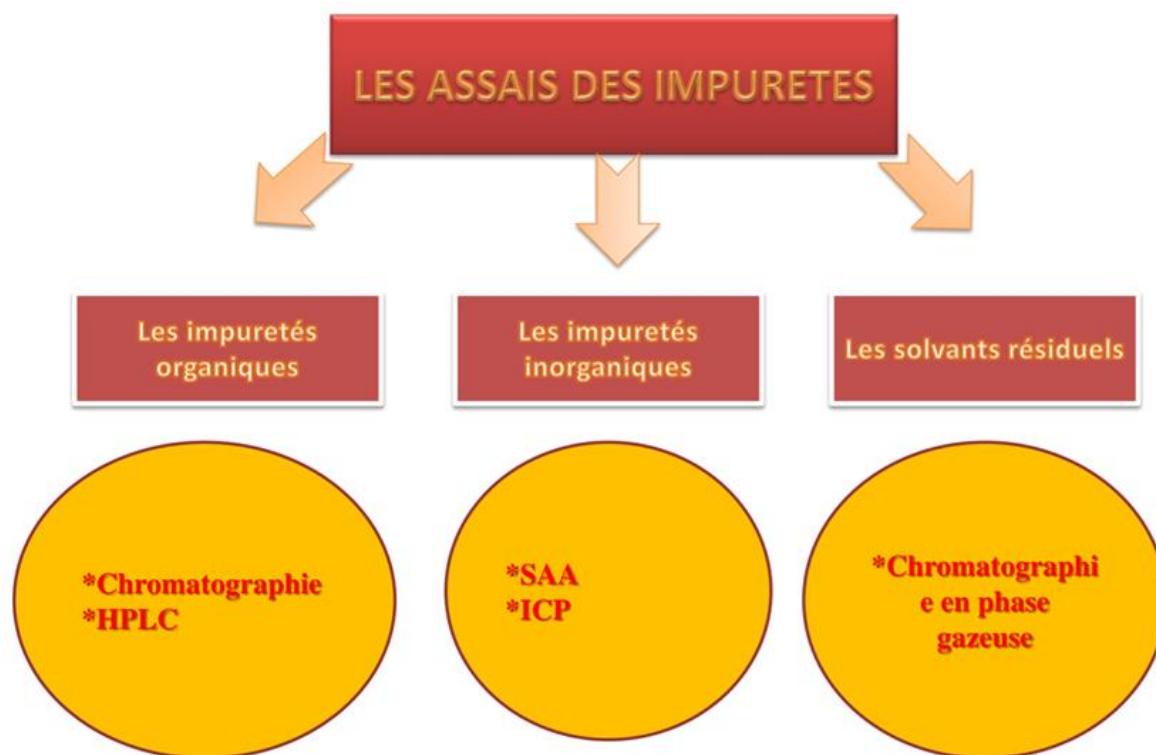 LES ASSAIS DES IMPURETES
Les impuretés
organiques
Les impuretés
inorganiques
Les solvants résiduels
*Chromatographie
*HPLC
*SAA
*ICP
*Chromatographi
e en phase
gazeuse